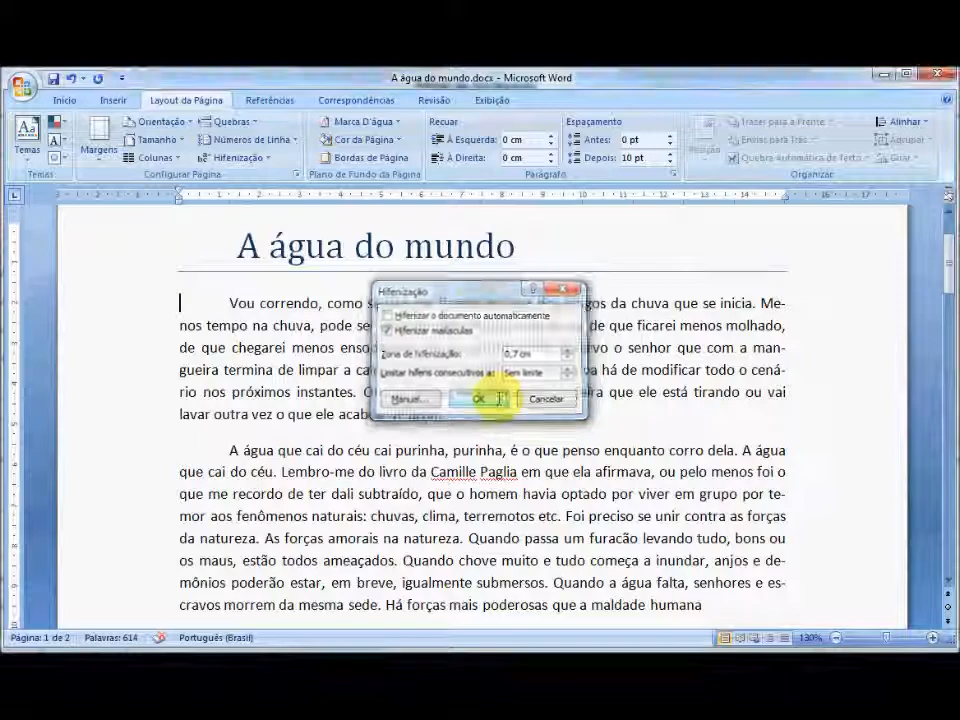 A água do mundo.docx - Microsoft Word
Início Inserir Layout da Página Referências Correspondências Revisão Exibição
Orientação Quebras Marca D'água Recuar Espaçamento Trazer para a Frente Alinhar
Temas Margens Tamanho Números de Linha Cor da Página À Esquerda: 0 cm Antes: 0 pt Posição Enviar para Trás Agrupar
Colunas Hifenização Bordas de Página À Direita: 0 cm Depois: 10 pt Quebra Automática de Texto Girar
Temas Configurar Página Plano de Fundo da Página Parágrafo Organizar
A água do mundo
Vou correndo, como s gos da chuva que se inicia. Me-
nos tempo na chuva, pode se de que ficarei menos molhado,
de que chegarei menos enso vo o senhor que com a man-
gueira termina de limpar a ca va há de modificar todo o cená-
rio nos próximos instantes. O eira que ele está tirando ou vai
lavar outra vez o que ele acab
Hifenização
Hifenizar o documento automaticamente
Hifenizar maiúsculas
Zona de hifenização: 0,7 cm
Limitar hifens consecutivos a: Sem limite
Manual... OK Cancelar
A água que cai do céu cai purinha, purinha, é o que penso enquanto corro dela. A água
que cai do céu. Lembro-me do livro da Camille Paglia em que ela afirmava, ou pelo menos foi o
que me recordo de ter dali subtraído, que o homem havia optado por viver em grupo por te-
mor aos fenômenos naturais: chuvas, clima, terremotos etc. Foi preciso se unir contra as forças
da natureza. As forças amorais na natureza. Quando passa um furacão levando tudo, bons ou
os maus, estão todos ameaçados. Quando chove muito e tudo começa a inundar, anjos e de-
mônios poderão estar, em breve, igualmente submersos. Quando a água falta, senhores e es-
cravos morrem da mesma sede. Há forças mais poderosas que a maldade humana
Página: 1 de 2 Palavras: 614 Português (Brasil) 130%